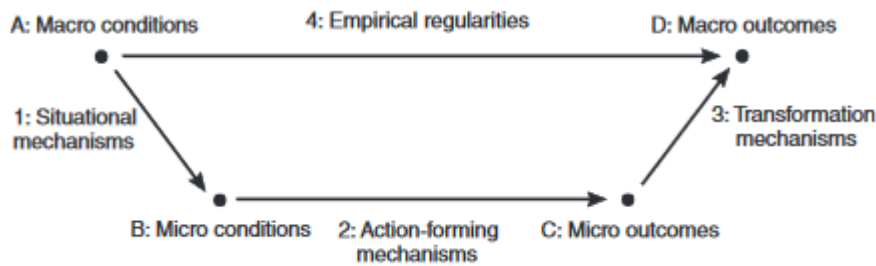 A: Macro conditions
4: Empirical regularities
D: Macro outcomes
1: Situational
mechanisms
3: Transformation
mechanisms
B: Micro conditions
2: Action-forming
mechanisms
C: Micro outcomes